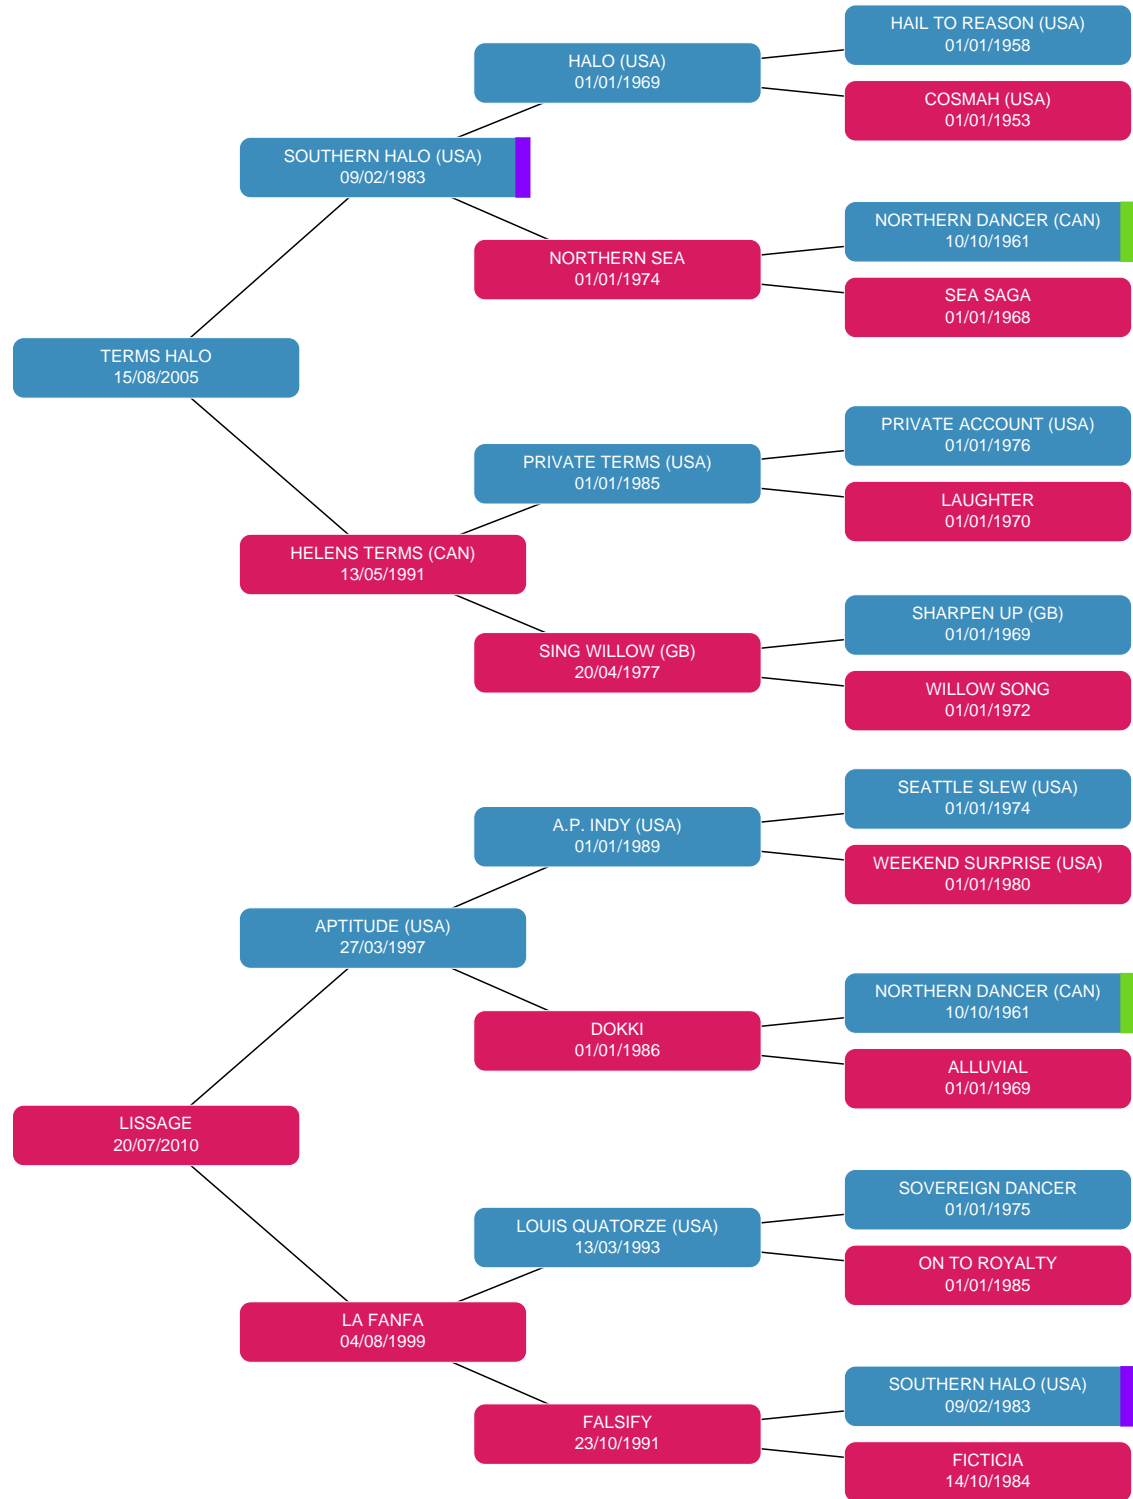 HAIL TO REASON (USA)
01/01/1958
HALO (USA)
01/01/1969
COSMAH (USA)
01/01/1953
SOUTHERN HALO (USA)
09/02/1983
NORTHERN DANCER (CAN)
10/10/1961
NORTHERN SEA
01/01/1974
SEA SAGA
01/01/1968
TERMS HALO
15/08/2005
PRIVATE ACCOUNT (USA)
01/01/1976
PRIVATE TERMS (USA)
01/01/1985
LAUGHTER
01/01/1970
HELENS TERMS (CAN)
13/05/1991
SHARPEN UP (GB)
01/01/1969
SING WILLOW (GB)
20/04/1977
WILLOW SONG
01/01/1972
SEATTLE SLEW (USA)
01/01/1974
A.P. INDY (USA)
01/01/1989
WEEKEND SURPRISE (USA)
01/01/1980
APTITUDE (USA)
27/03/1997
NORTHERN DANCER (CAN)
10/10/1961
DOKKI
01/01/1986
ALLUVIAL
01/01/1969
LISSAGE
20/07/2010
SOVEREIGN DANCER
01/01/1975
LOUIS QUATORZE (USA)
13/03/1993
ON TO ROYALTY
01/01/1985
LA FANFA
04/08/1999
SOUTHERN HALO (USA)
09/02/1983
FALSIFY
23/10/1991
FICTICIA
14/10/1984